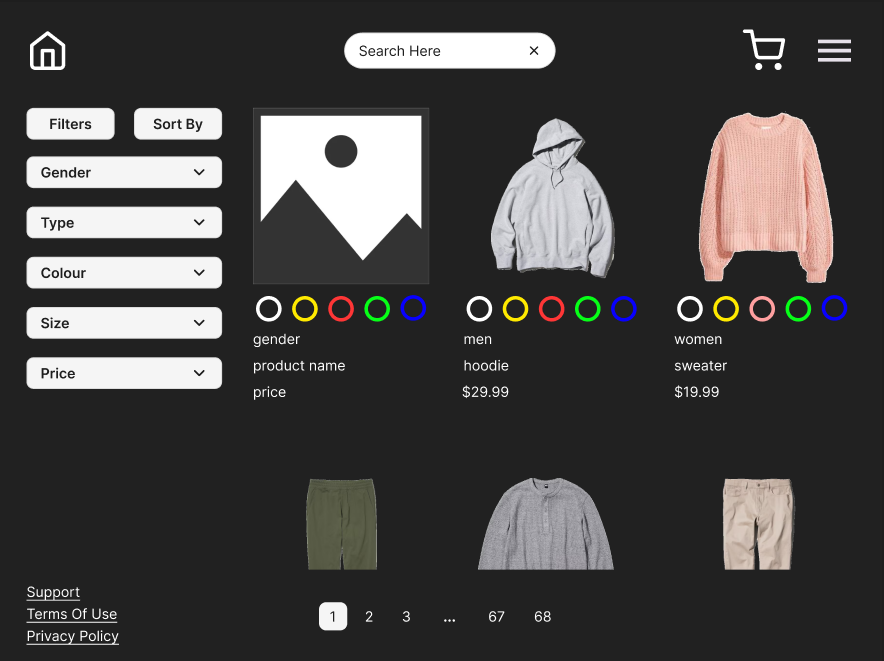 Search Here
Filters
Sort By
Gender
Type
Colour
Size
Price
gender
product name
price
men
hoodie
$29.99
women
sweater
$19.99
Support
Terms Of Use
Privacy Policy
1 2 3 ... 67 68